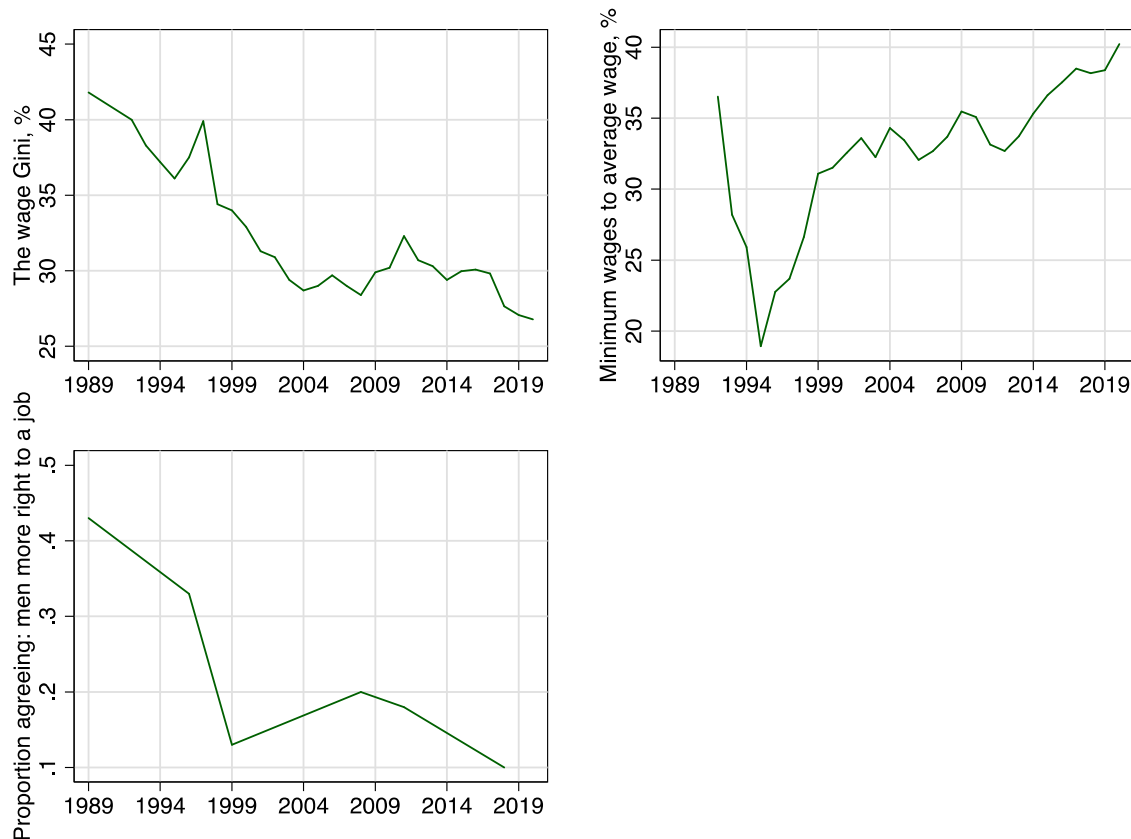 The wage Gini, %
45
40
35
30
25
1989 1994 1999 2004 2009 2014 2019
Minimum wages to average wage, %
40
35
30
25
20
1989 1994 1999 2004 2009 2014 2019
Proportion agreeing: men more right to a job
.5
.4
.3
.2
.1
1989 1994 1999 2004 2009 2014 2019